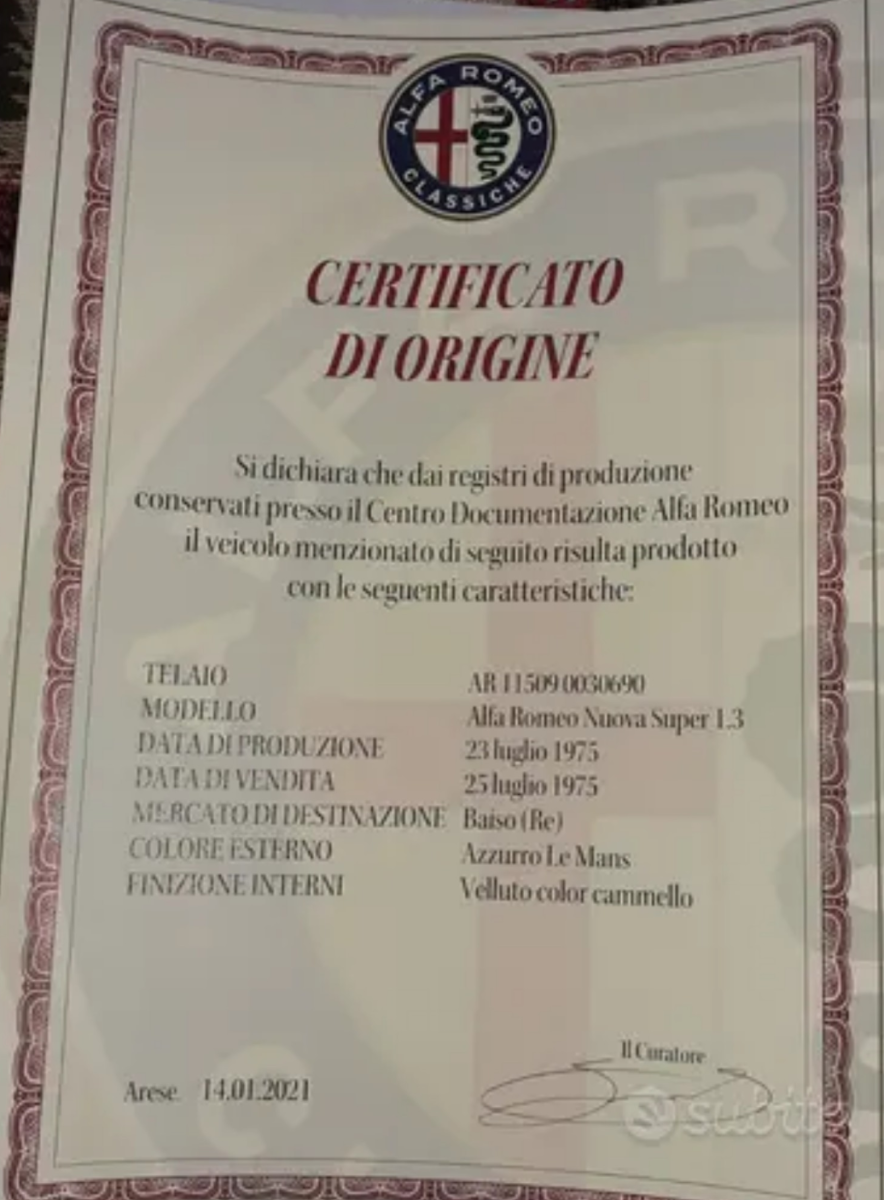 ALFA ROMEO
CLASSICHE
CERTIFICATO
DI ORIGINE
Si dichiara che dai registri di produzione
conservati presso il Centro Documentazione Alfa Romeo
il veicolo menzionato di seguito risulta prodotto
con le seguenti caratteristiche:
TELAIO AR 11509 0030690
MODELLO Alfa Romeo Nuova Super 1.3
DATA DI PRODUZIONE 23 luglio 1975
DATA DI VENDITA 25 luglio 1975
MERCATO DI DESTINAZIONE Baiso (Re)
COLORE ESTERNO Azzurro Le Mans
FINIZIONE INTERNI Velluto color cammello
Il Curatore
Arese 14.01.2021
subito